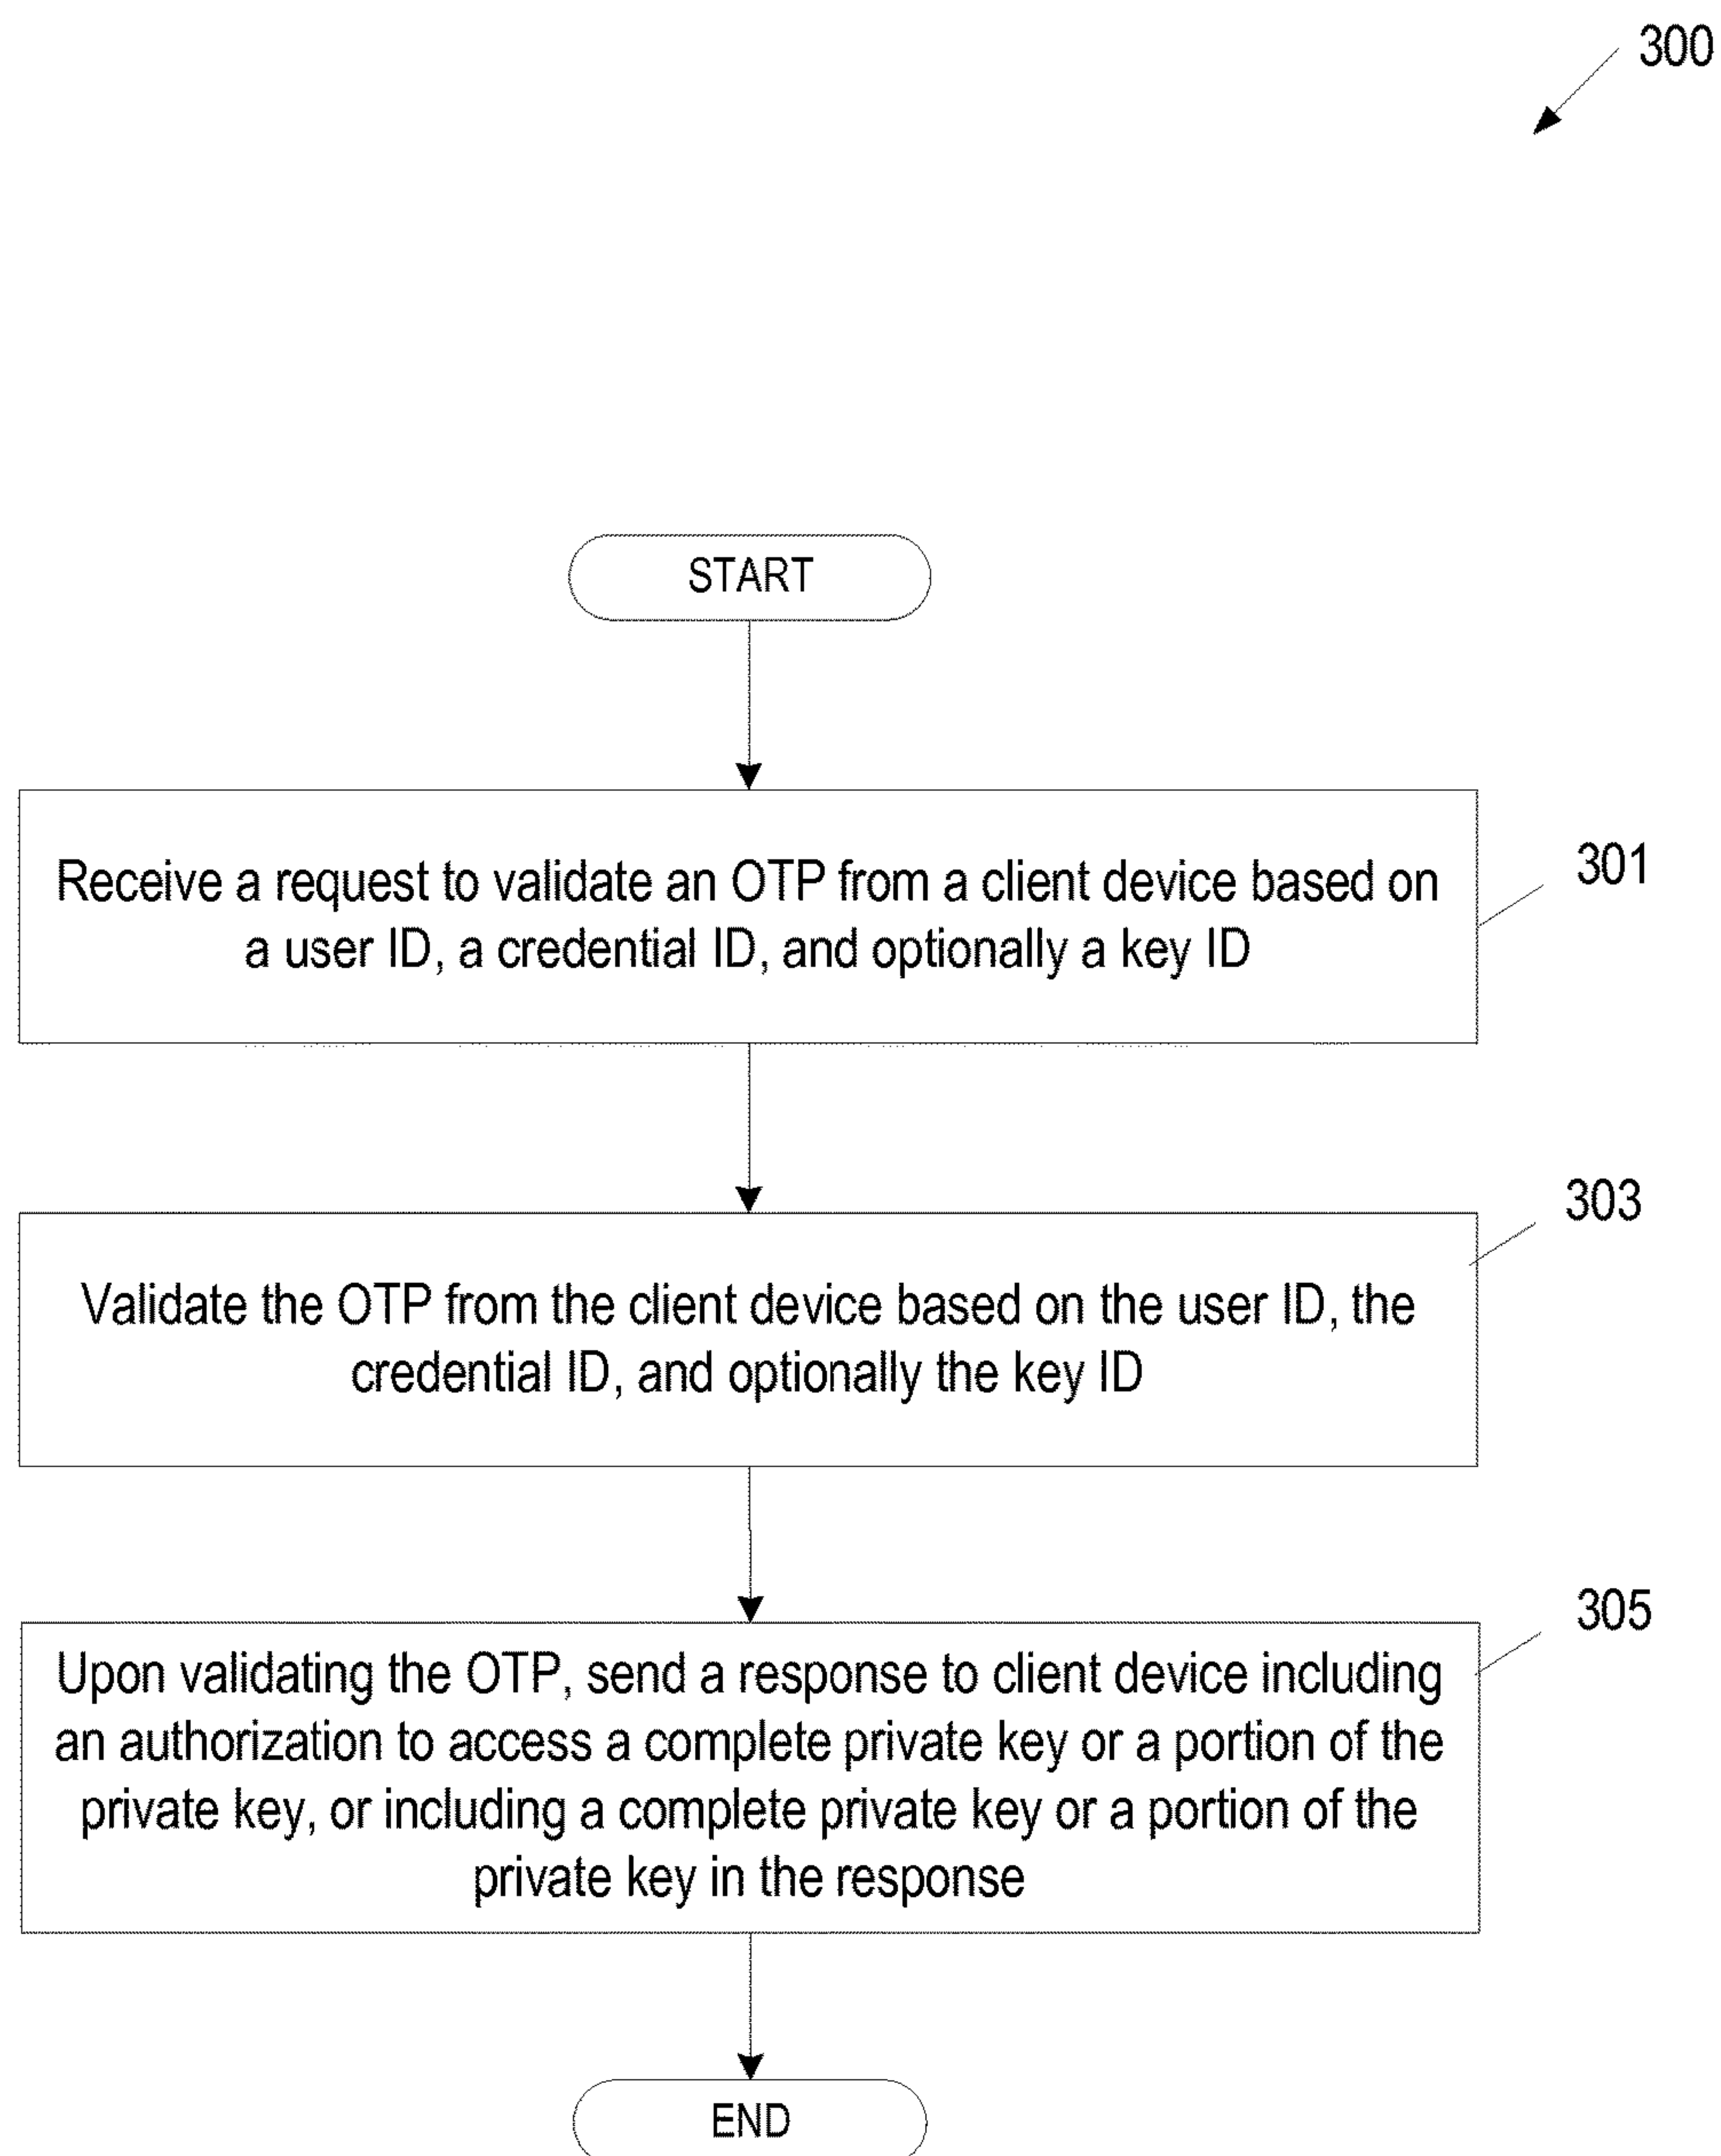 300
START
Receive a request to validate an OTP from a client device based on
a user ID, a credential ID, and optionally a key ID
301
303
Validate the OTP from the client device based on the user ID, the
credential ID, and optionally the key ID
305
Upon validating the OTP, send a response to client device including
an authorization to access a complete private key or a portion of the
private key, or including a complete private key or a portion of the
private key in the response
END